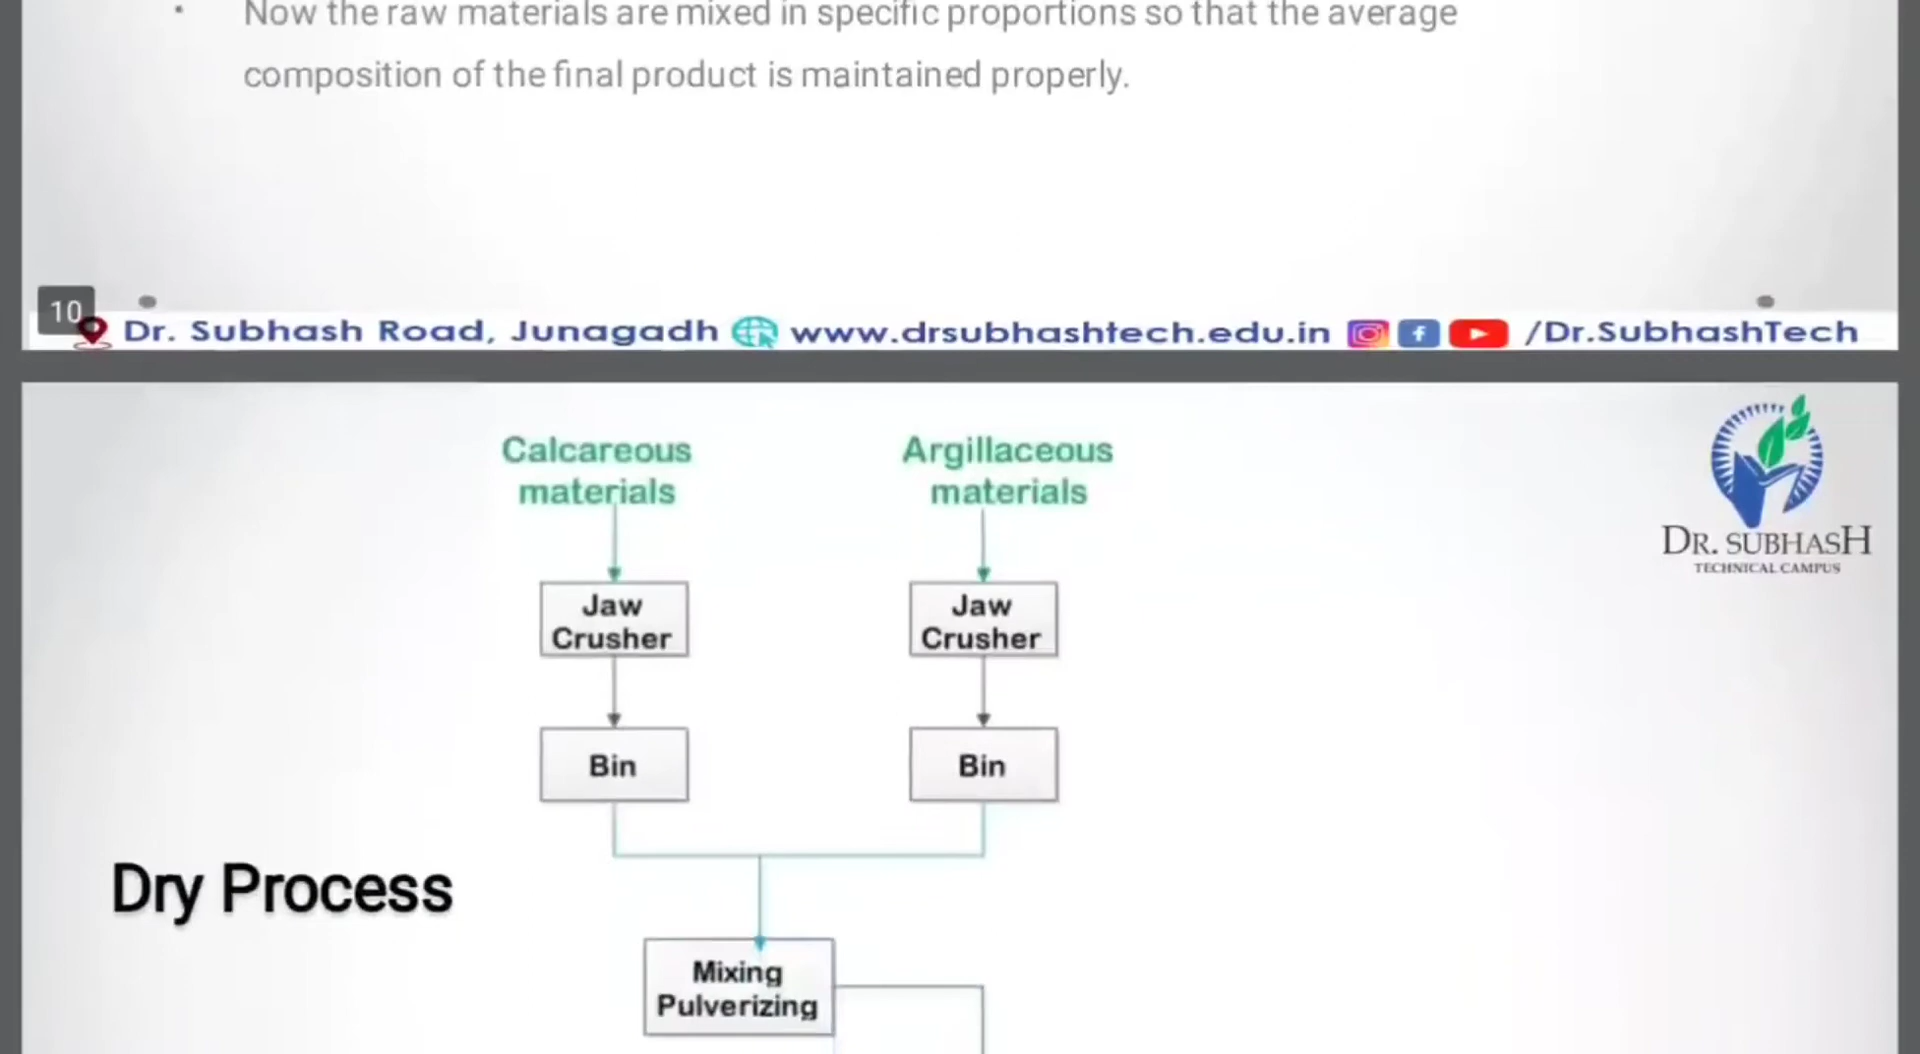 Now the raw materials are mixed in specific proportions so that the average
composition of the final product is maintained properly.
10
Dr. Subhash Road, Junagadh www.drsubhashtech.edu.in /Dr.SubhashTech
Calcareous
materials
Argillaceous
materials
DR. SUBHASH
TECHNICAL CAMPUS
Jaw
Crusher
Jaw
Crusher
Bin
Bin
Dry Process
Mixing
Pulverizing